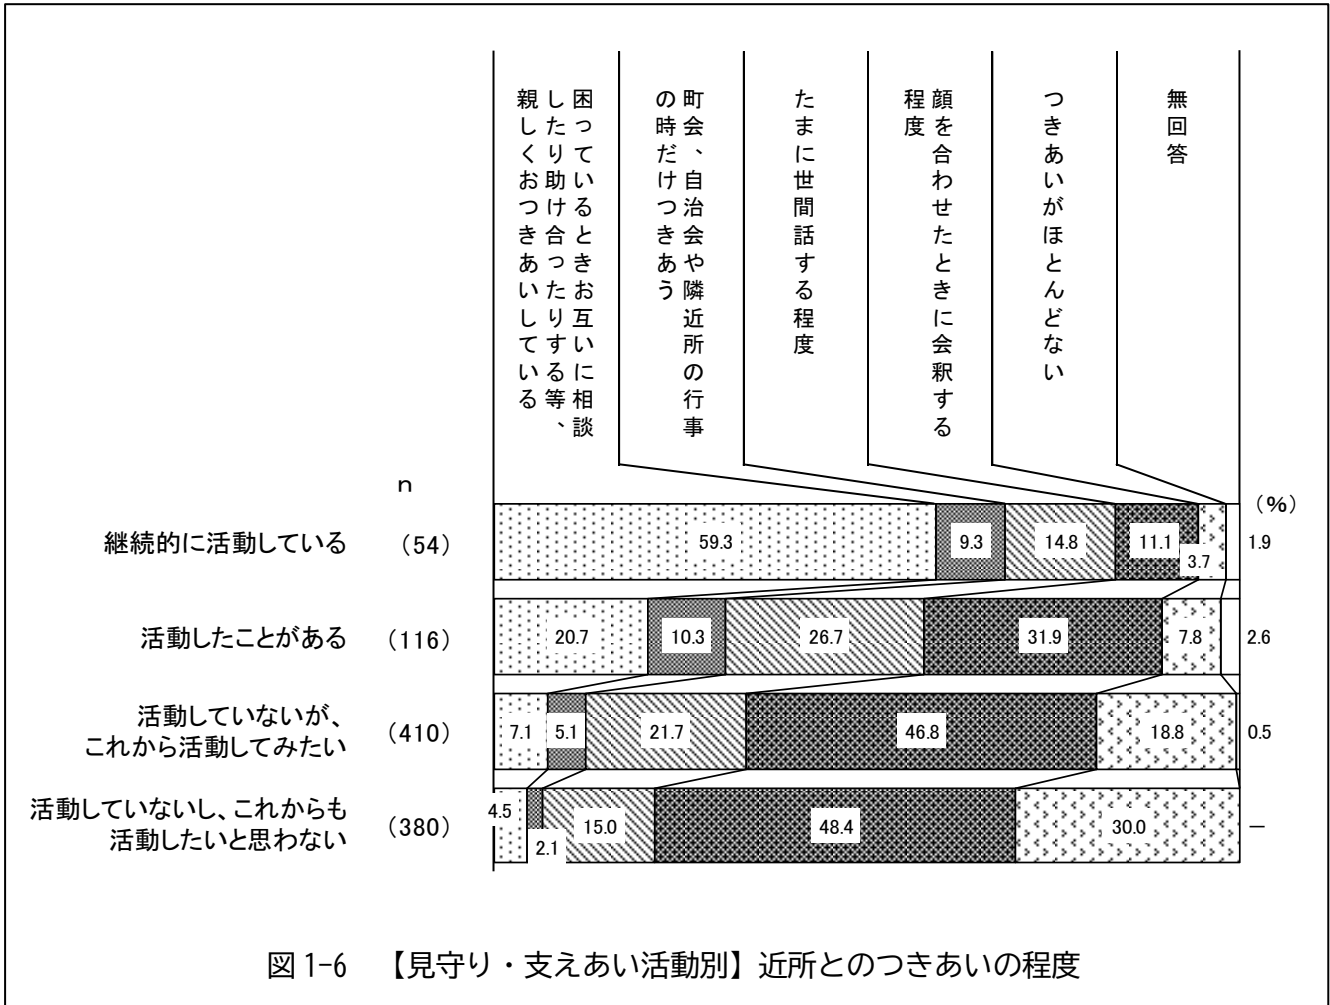 困っているときお互いに相談
したり助け合ったりする等、
親しくおつきあいしている
町会、自治会や隣近所の行事
の時だけつきあう
たまに世間話する程度
顔を合わせたときに会釈する
程度
つきあいがほとんどない
無回答
n
(%)
継続的に活動している (54) 59.3 9.3 14.8 11.1 3.7 1.9
活動したことがある (116) 20.7 10.3 26.7 31.9 7.8 2.6
活動していないが、
これから活動してみたい (410) 7.1 5.1 21.7 46.8 18.8 0.5
活動していないし、これからも
活動したいと思わない (380) 4.5 2.1 15.0 48.4 30.0 －
図 1-6 【見守り・支えあい活動別】近所とのつきあいの程度